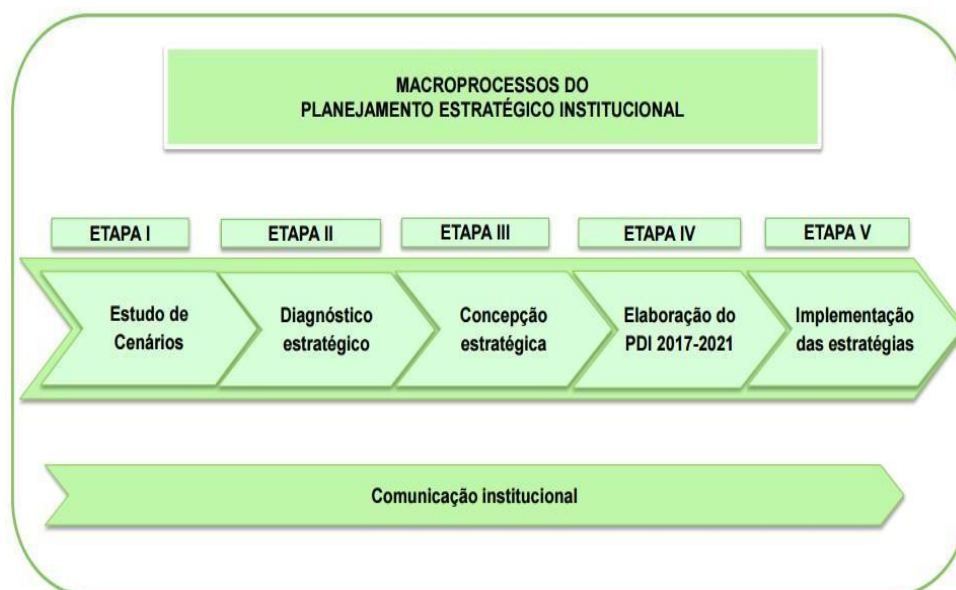 MACROPROCESSOS DO
PLANEJAMENTO ESTRATÉGICO INSTITUCIONAL
ETAPA I
ETAPA II
ETAPA III
ETAPA IV
ETAPA V
Estudo de
Cenários
Diagnóstico
estratégico
Concepção
estratégica
Elaboração do
PDI 2017-2021
Implementação
das estratégias
Comunicação institucional